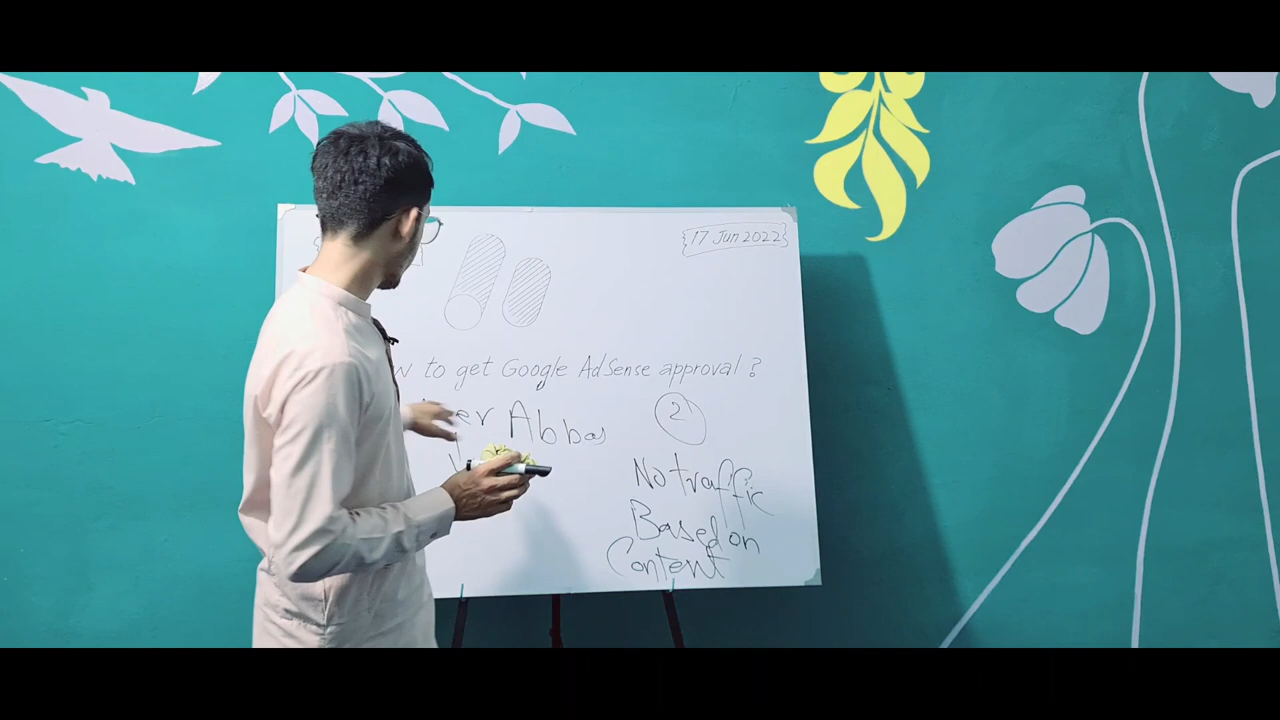 17 Jun 2022
to get Google AdSense approval ?
Abbas
2
No traffic
Based on
Content